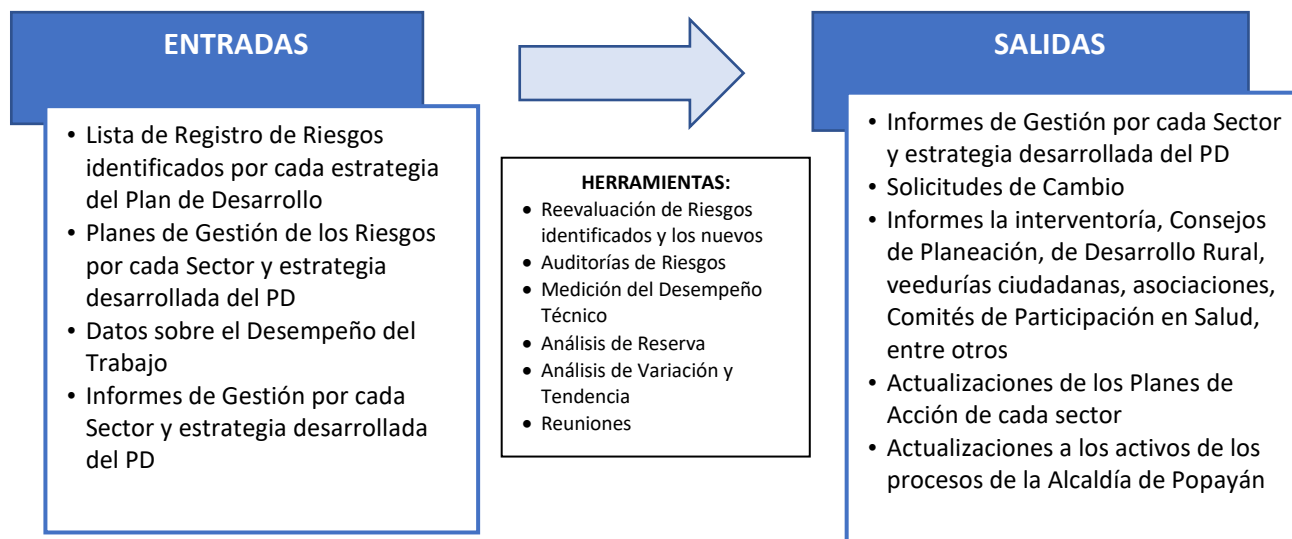 ENTRADAS
• Lista de Registro de Riesgos
identificados por cada estrategia
del Plan de Desarrollo
• Planes de Gestión de los Riesgos
por cada Sector y estrategia
desarrollada del PD
• Datos sobre el Desempeño del
Trabajo
• Informes de Gestión por cada
Sector y estrategia desarrollada
del PD
HERRAMIENTAS:
• Reevaluación de Riesgos
identificados y los nuevos
• Auditorías de Riesgos
• Medición del Desempeño
Técnico
• Análisis de Reserva
• Análisis de Variación y
Tendencia
• Reuniones
SALIDAS
• Informes de Gestión por cada Sector
y estrategia desarrollada del PD
• Solicitudes de Cambio
• Informes la interventoría, Consejos
de Planeación, de Desarrollo Rural,
veedurías ciudadanas, asociaciones,
Comités de Participación en Salud,
entre otros
• Actualizaciones de los Planes de
Acción de cada sector
• Actualizaciones a los activos de los
procesos de la Alcaldía de Popayán